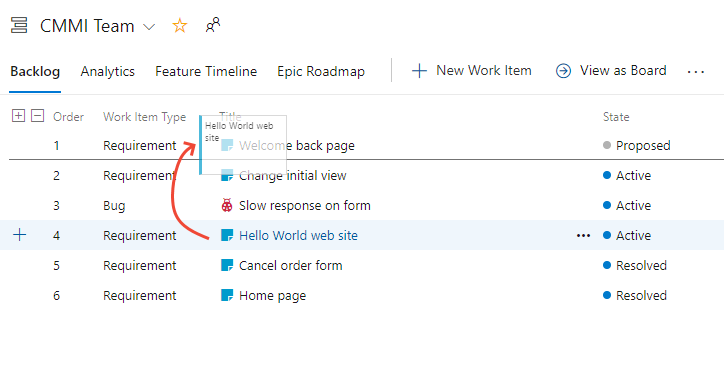 CMMI Team
Backlog Analytics Feature Timeline Epic Roadmap New Work Item View as Board ...
Order Work Item Type Title State
Hello World web
site
1 Requirement Welcome back page Proposed
2 Requirement Change initial view Active
3 Bug Slow response on form Active
4 Requirement Hello World web site ... Active
5 Requirement Cancel order form Resolved
6 Requirement Home page Resolved